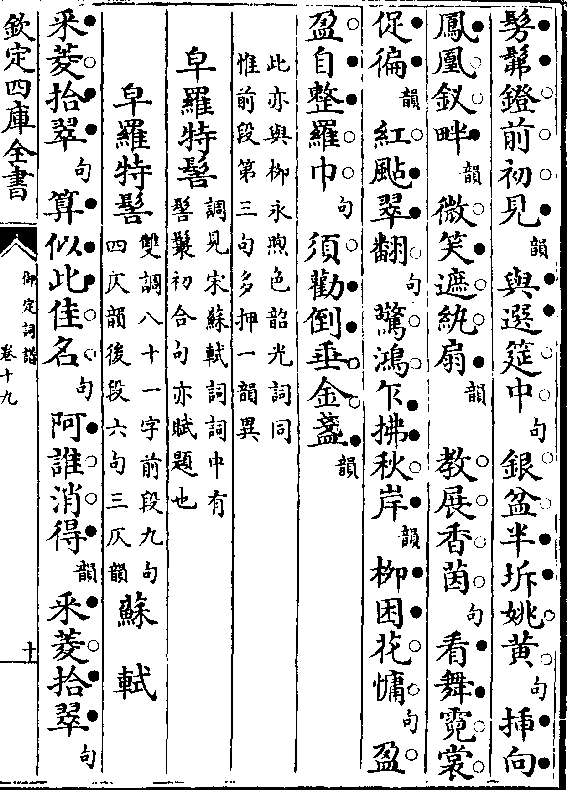 髣髴鐙前初見韻與選筵中句銀盆半坼姚黄句插向
鳳凰釵畔韻微笑遮紈扇韻教展香茵句看舞霓裳
促徧韻紅颭翠翻句驚鴻乍拂秋岸韻柳困花慵句盈
盈自整羅巾句須勸倒垂金盞韻
此亦與柳永煦色韶光詞同
惟前段第三句多押一韻異
皁羅特髻調見宋蘇軾詞詞中有
髻鬟初合句亦賦題也
皁羅特髻雙調八十一字前段九句
四仄韻後段六句三仄韻蘇軾
采菱拾翠句算似此佳名句阿誰消得韻采菱拾翠句
欽定四庫全書
御定詞譜
卷十九
十